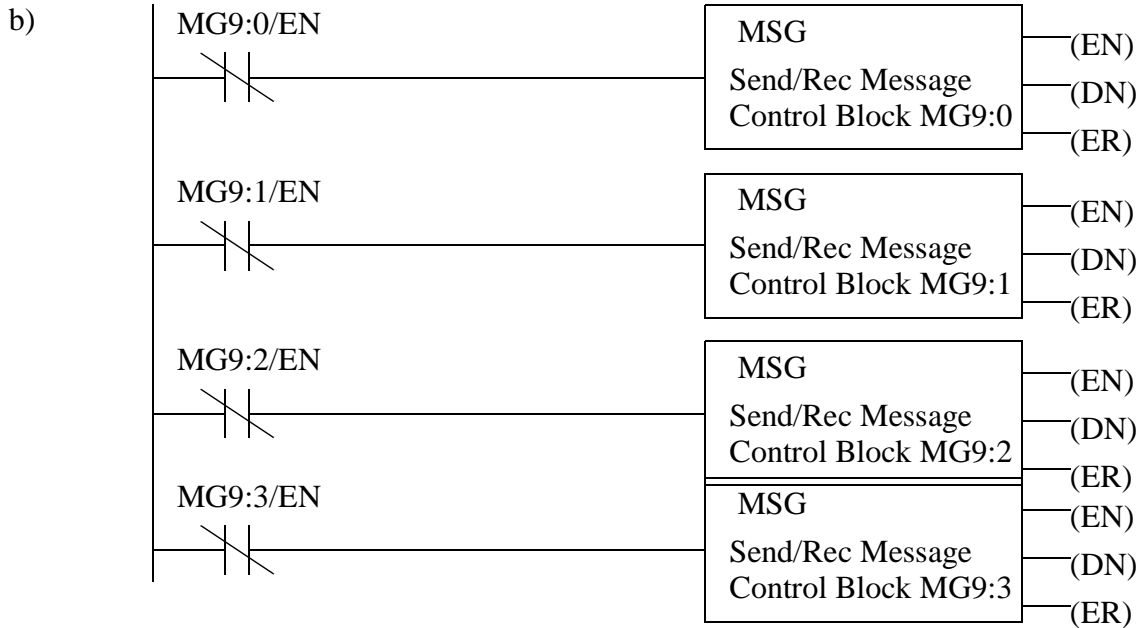 b)
MG9:0/EN
MSG
Send/Rec Message
Control Block MG9:0
(EN)
(DN)
(ER)
MG9:1/EN
MSG
Send/Rec Message
Control Block MG9:1
(EN)
(DN)
(ER)
MG9:2/EN
MSG
Send/Rec Message
Control Block MG9:2
(EN)
(DN)
(ER)
MG9:3/EN
MSG
Send/Rec Message
Control Block MG9:3
(EN)
(DN)
(ER)